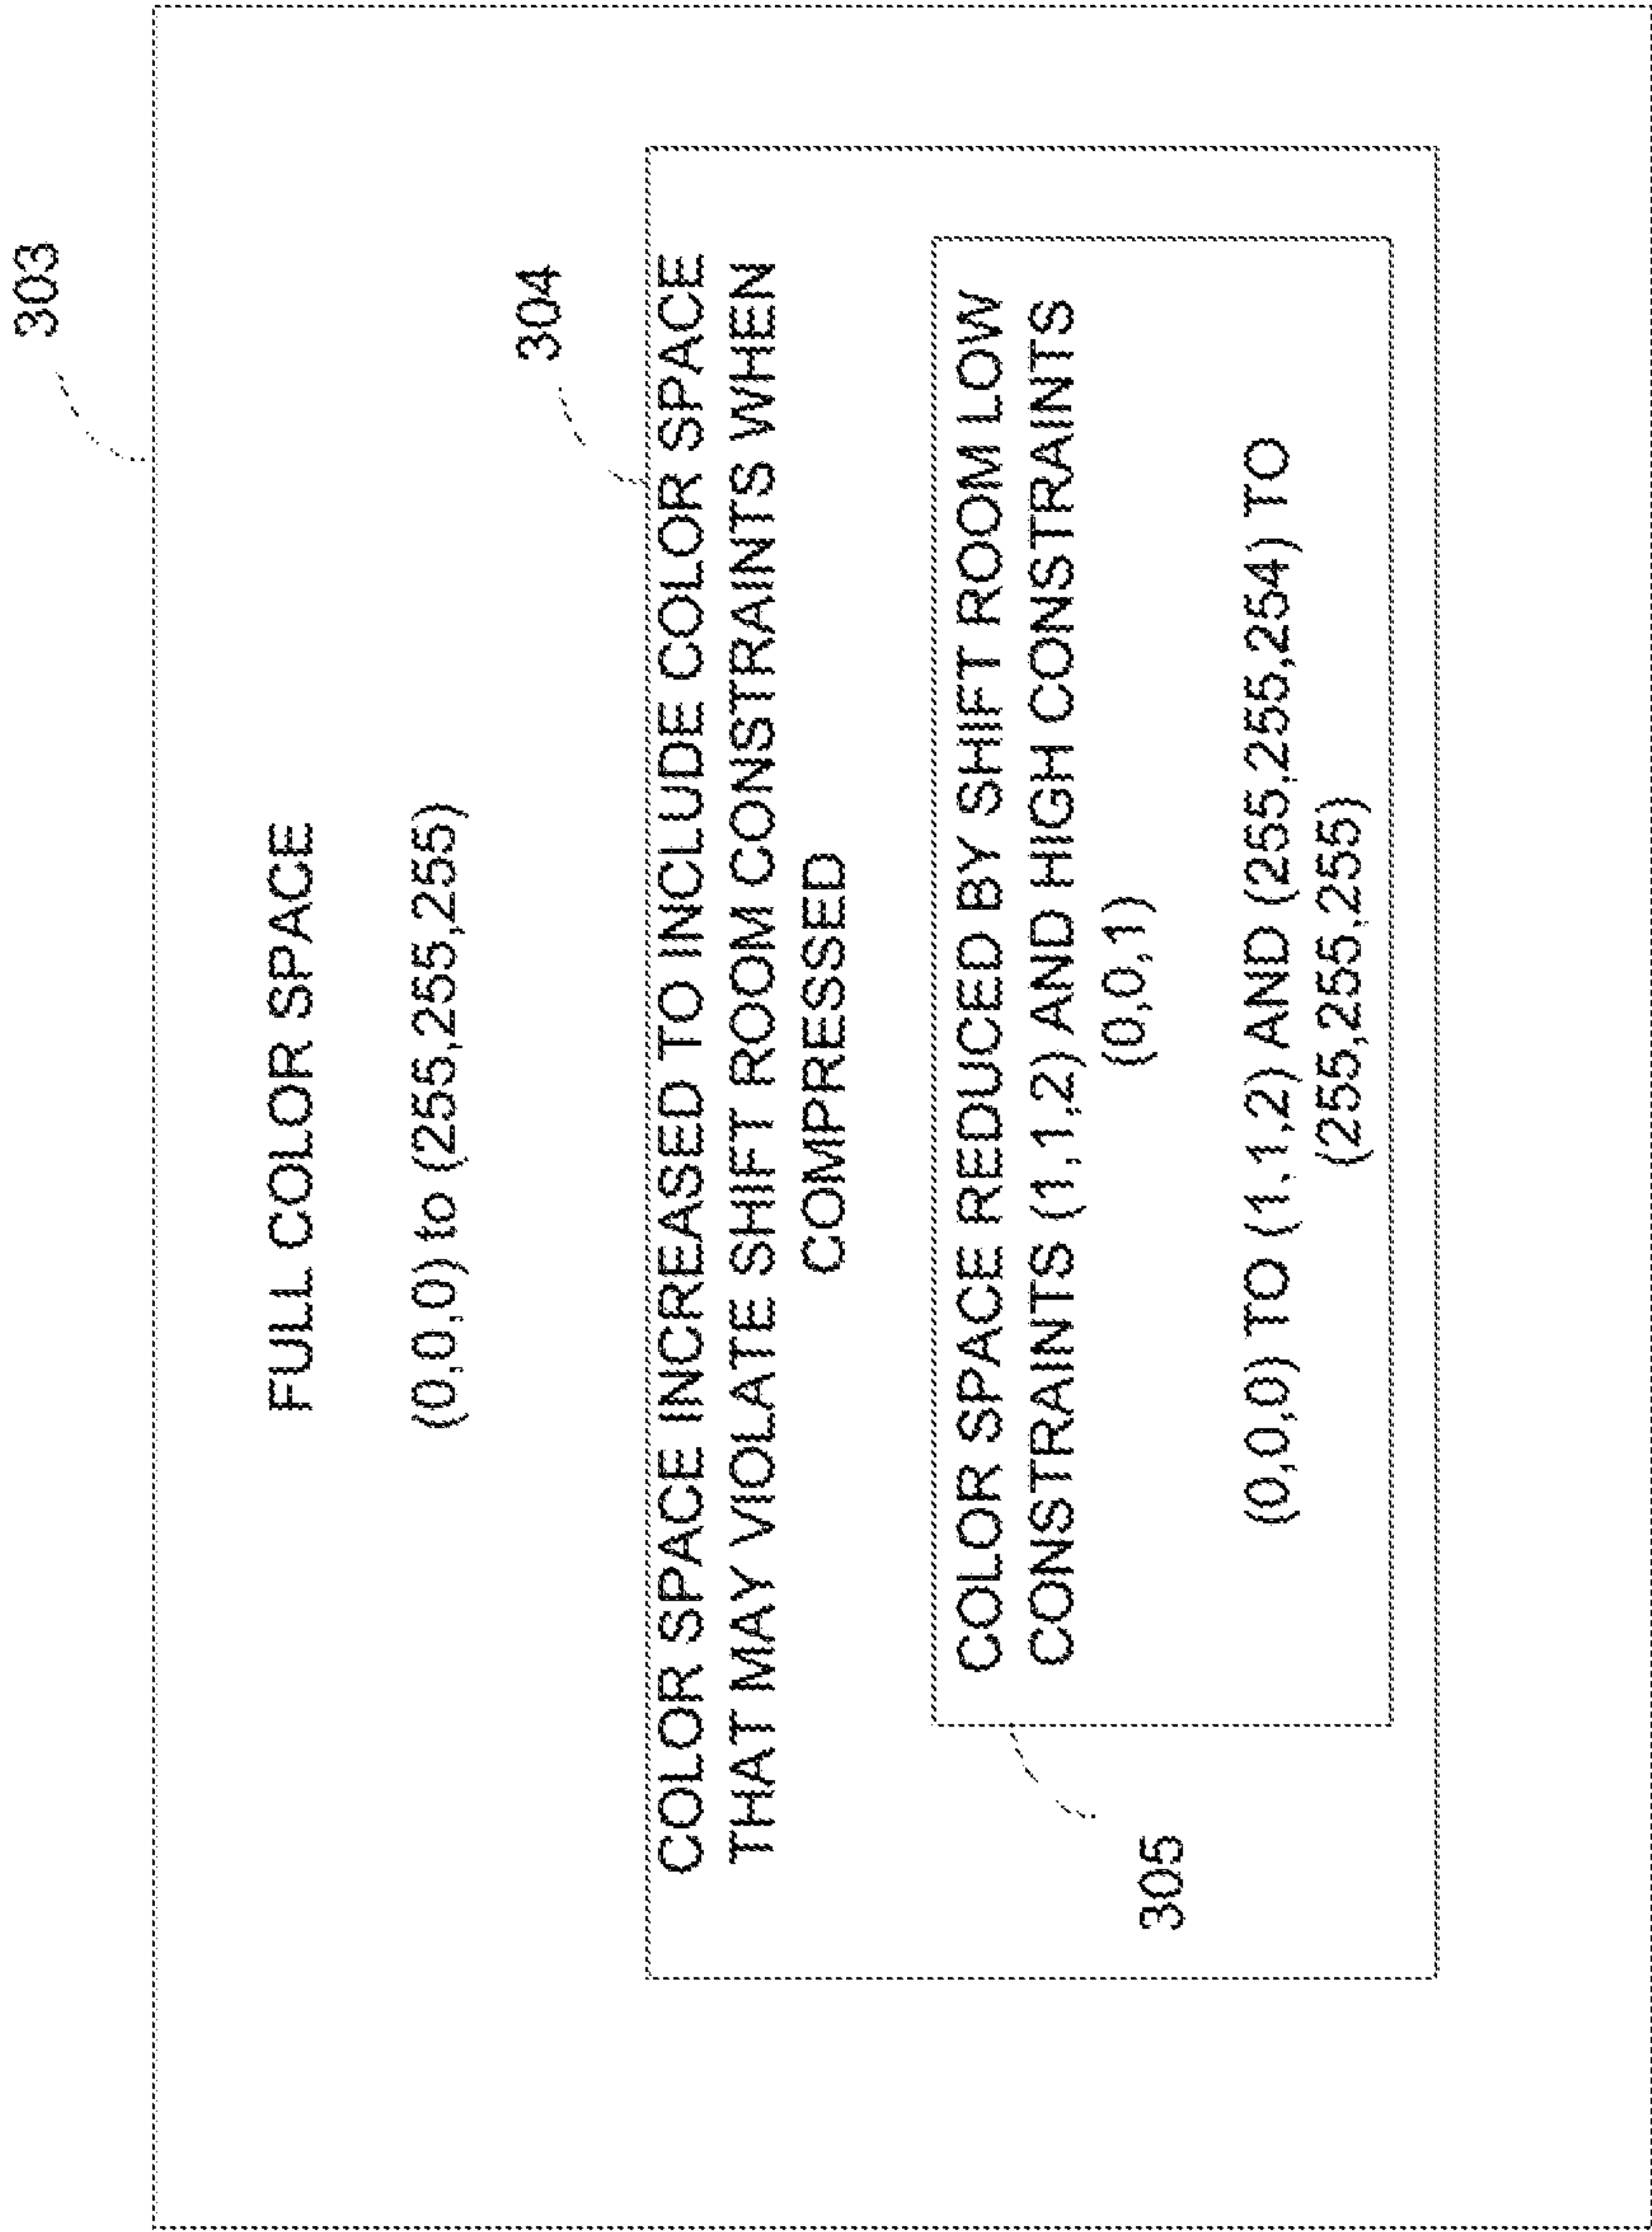 303
FULL COLOR SPACE
(0,0,0) to (255,255,255)
304
COLOR SPACE INCREASED TO INCLUDE COLOR SPACE
THAT MAY VIOLATE SHIFT ROOM CONSTRAINTS WHEN
COMPRESSED
COLOR SPACE REDUCED BY SHIFT ROOM LOW
CONSTRAINTS (1,1,2) AND HIGH CONSTRAINTS
(0,0,1)
(0,0,0) TO (1,1,2) AND (255,255,254) TO
(255,255,255)
305